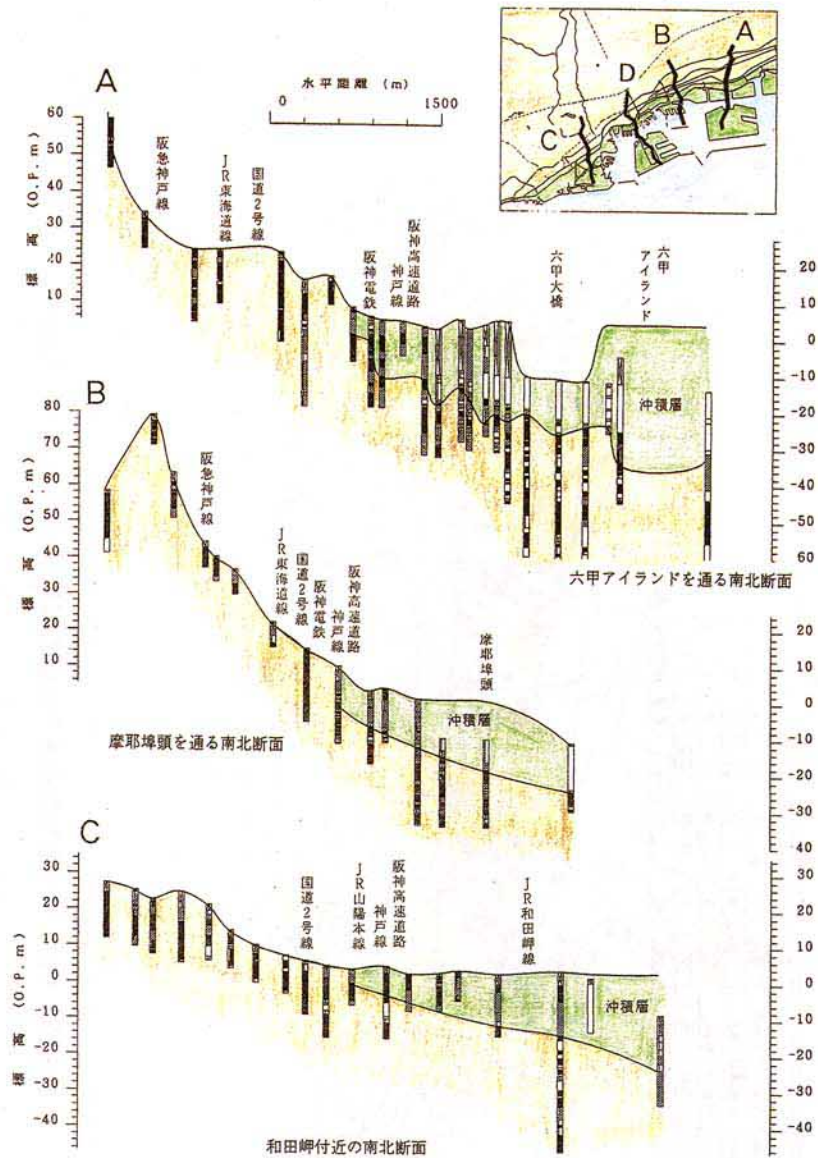 A
水平距離 (m)
0 1500
A
B
D
C
標高 (O.P.m)
60
50
40
30
20
10
阪急神戸線
JR東海道線
国道2号線
阪神電鉄
阪神高速道路
神戸線
六甲大橋
六甲
アイランド
沖積層
20
10
0
-10
-20
-30
-40
-50
60
六甲アイランドを通る南北断面
B
標高 (O.P.m)
80
70
60
50
40
30
20
10
阪急神戸線
JR東海道線
国道2号線
阪神電鉄
阪神高速道路
神戸線
摩耶埠頭
沖積層
20
10
0
-10
-20
-30
40
摩耶埠頭を通る南北断面
C
標高 (O.P.m)
30
20
10
0
-10
-20
-30
-40
国道2号線
JR山陽本線
阪神高速道路
神戸線
JR和田岬線
沖積層
30
20
10
0
-10
-20
-30
-40
和田岬付近の南北断面